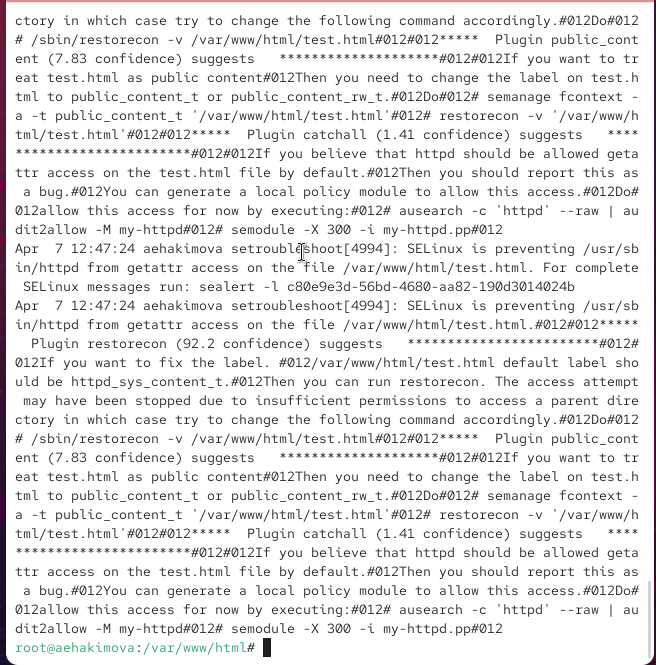 ctory in which case try to change the following command accordingly.#012Do#012
# /sbin/restorecon -v /var/www/html/test.html#012#012*****  Plugin public_cont
ent (7.83 confidence) suggests   ********************#012#012If you want to tr
eat test.html as public content#012Then you need to change the label on test.h
tml to public_content_t or public_content_rw_t.#012Do#012# semanage fcontext -
a -t public_content_t '/var/www/html/test.html'#012# restorecon -v '/var/www/h
tml/test.html'#012#012*****  Plugin catchall (1.41 confidence) suggests   ****
**********************#012#012If you believe that httpd should be allowed geta
ttr access on the test.html file by default.#012Then you should report this as
 a bug.#012You can generate a local policy module to allow this access.#012Do#
012allow this access for now by executing:#012# ausearch -c 'httpd' --raw | au
dit2allow -M my-httpd#012# semodule -X 300 -i my-httpd.pp#012
Apr  7 12:47:24 aehakimova setroubleshoot[4994]: SELinux is preventing /usr/sb
in/httpd from getattr access on the file /var/www/html/test.html. For complete
 SELinux messages run: sealert -l c80e9e3d-56bd-4680-aa82-190d3014024b
Apr  7 12:47:24 aehakimova setroubleshoot[4994]: SELinux is preventing /usr/sb
in/httpd from getattr access on the file /var/www/html/test.html.#012#012*****
  Plugin restorecon (92.2 confidence) suggests   ************************#012#
012If you want to fix the label. #012/var/www/html/test.html default label sho
uld be httpd_sys_content_t.#012Then you can run restorecon. The access attempt
 may have been stopped due to insufficient permissions to access a parent dire
ctory in which case try to change the following command accordingly.#012Do#012
# /sbin/restorecon -v /var/www/html/test.html#012#012*****  Plugin public_cont
ent (7.83 confidence) suggests   ********************#012#012If you want to tr
eat test.html as public content#012Then you need to change the label on test.h
tml to public_content_t or public_content_rw_t.#012Do#012# semanage fcontext -
a -t public_content_t '/var/www/html/test.html'#012# restorecon -v '/var/www/h
tml/test.html'#012#012*****  Plugin catchall (1.41 confidence) suggests   ****
**********************#012#012If you believe that httpd should be allowed geta
ttr access on the test.html file by default.#012Then you should report this as
 a bug.#012You can generate a local policy module to allow this access.#012Do#
012allow this access for now by executing:#012# ausearch -c 'httpd' --raw | au
dit2allow -M my-httpd#012# semodule -X 300 -i my-httpd.pp#012
root@aehakimova:/var/www/html#